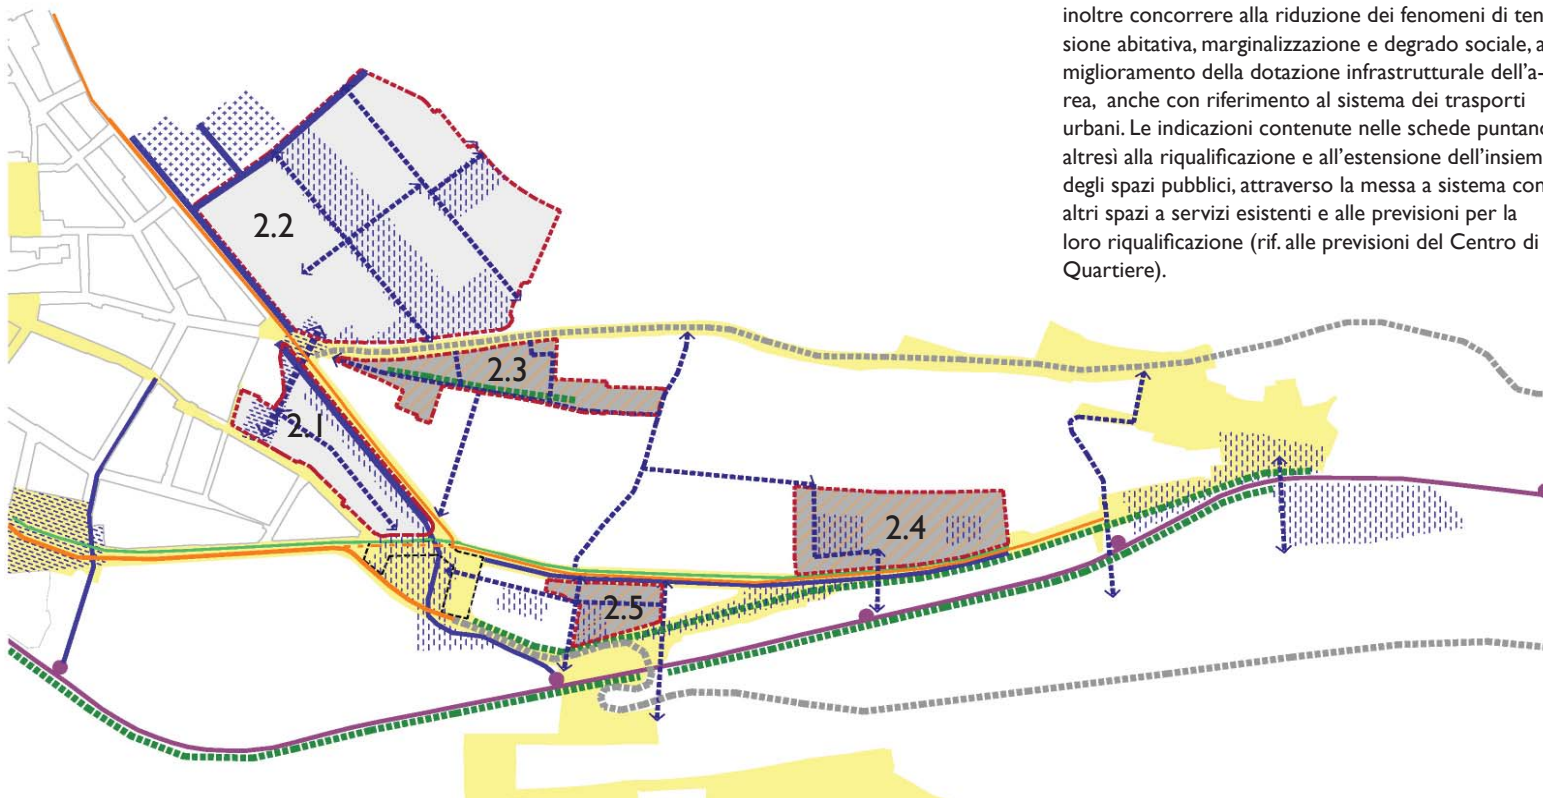 inoltre concorrere alla riduzione dei fenomeni di ten
sione abitativa, marginalizzazione e degrado sociale, a
miglioramento della dotazione infrastrutturale dell'a-
rea, anche con riferimento al sistema dei trasporti
urbani. Le indicazioni contenute nelle schede puntano
altresì alla riqualificazione e all'estensione dell'insiem
degli spazi pubblici, attraverso la messa a sistema con
altri spazi a servizi esistenti e alle previsioni per la
loro riqualificazione (rif. alle previsioni del Centro di
Quartiere).
2.2
2.3
2.1
2.4
2.5